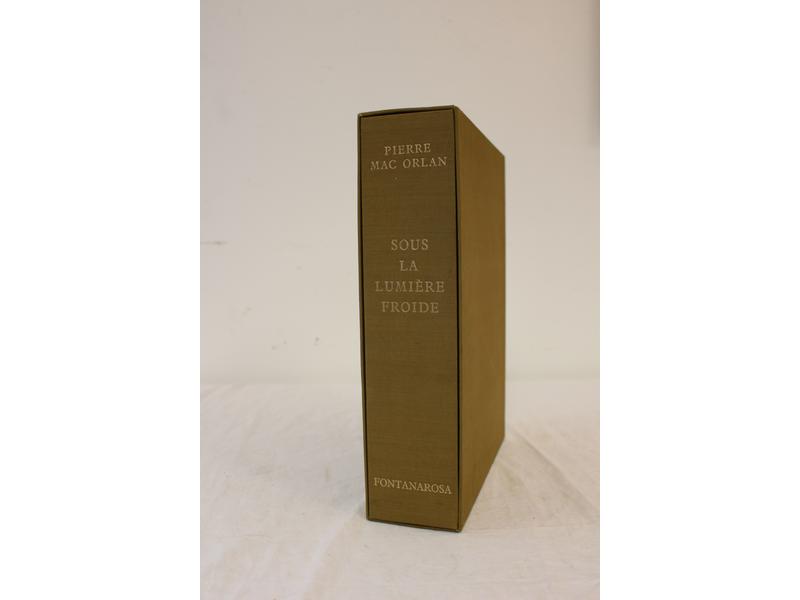 PIERRE
MAC ORLAN
SOUS
LA
LUMIÈRE
FROIDE
FONTANAROSA